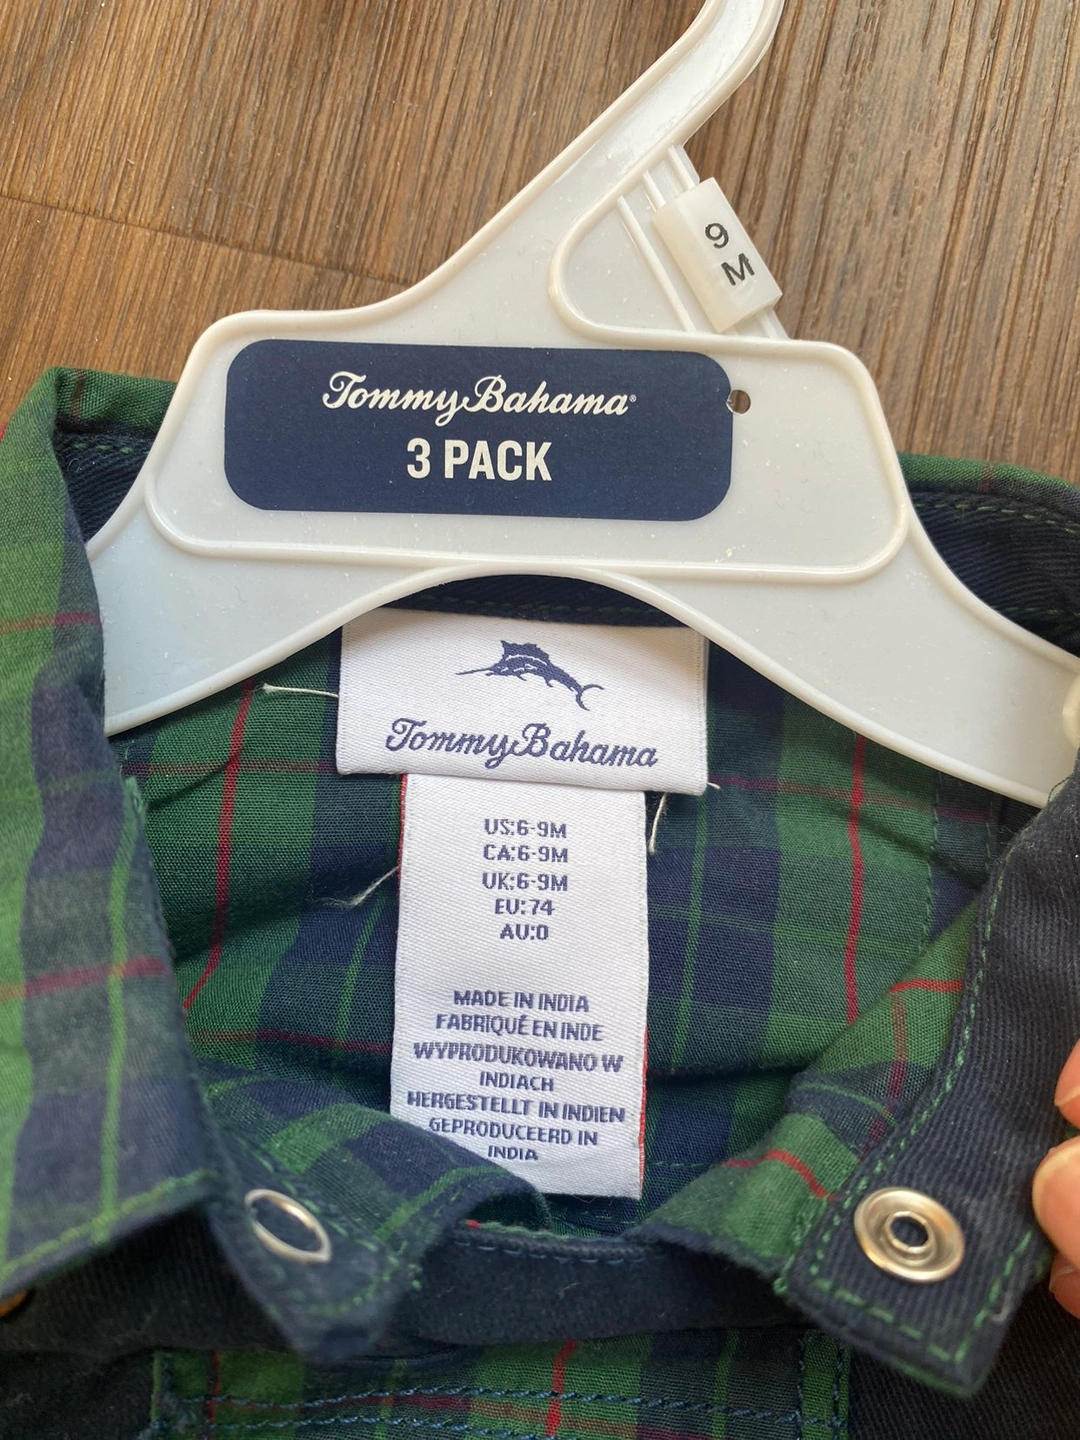 9
M
Tommy Bahama®
3 PACK
Tommy Bahama
US:6-9M
CA:6-9M
UK:6-9M
EU:74
AU:0
MADE IN INDIA
FABRIQUÉ EN INDE
WYPRODUKOWANO W
INDIACH
HERGESTELLT IN INDIEN
GEPRODUCEERD IN
INDIA